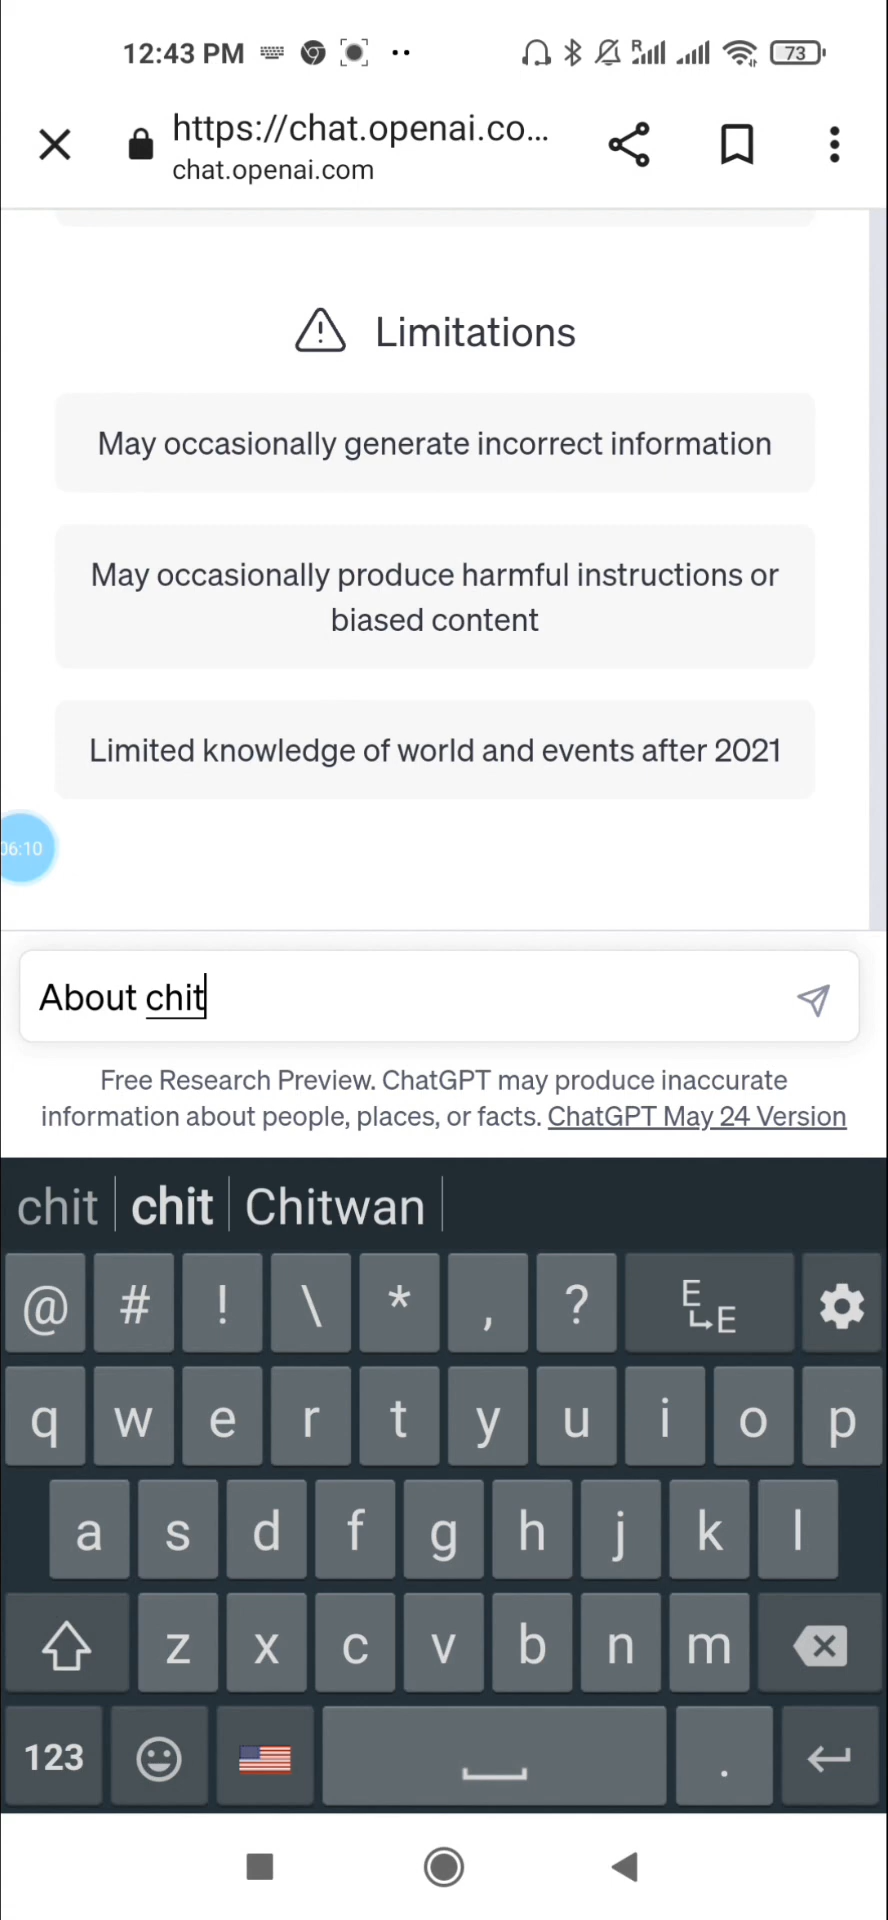 12:43 PM
R
73
https://chat.openai.co...
chat.openai.com
Limitations
May occasionally generate incorrect information
May occasionally produce harmful instructions or
biased content
Limited knowledge of world and events after 2021
06:10
About chit
Free Research Preview. ChatGPT may produce inaccurate
information about people, places, or facts. ChatGPT May 24 Version
chit chit Chitwan
@ # ! \ * , ? E E
q w e r t y u i o p
a s d f g h j k l
z x c v b n m
123 .